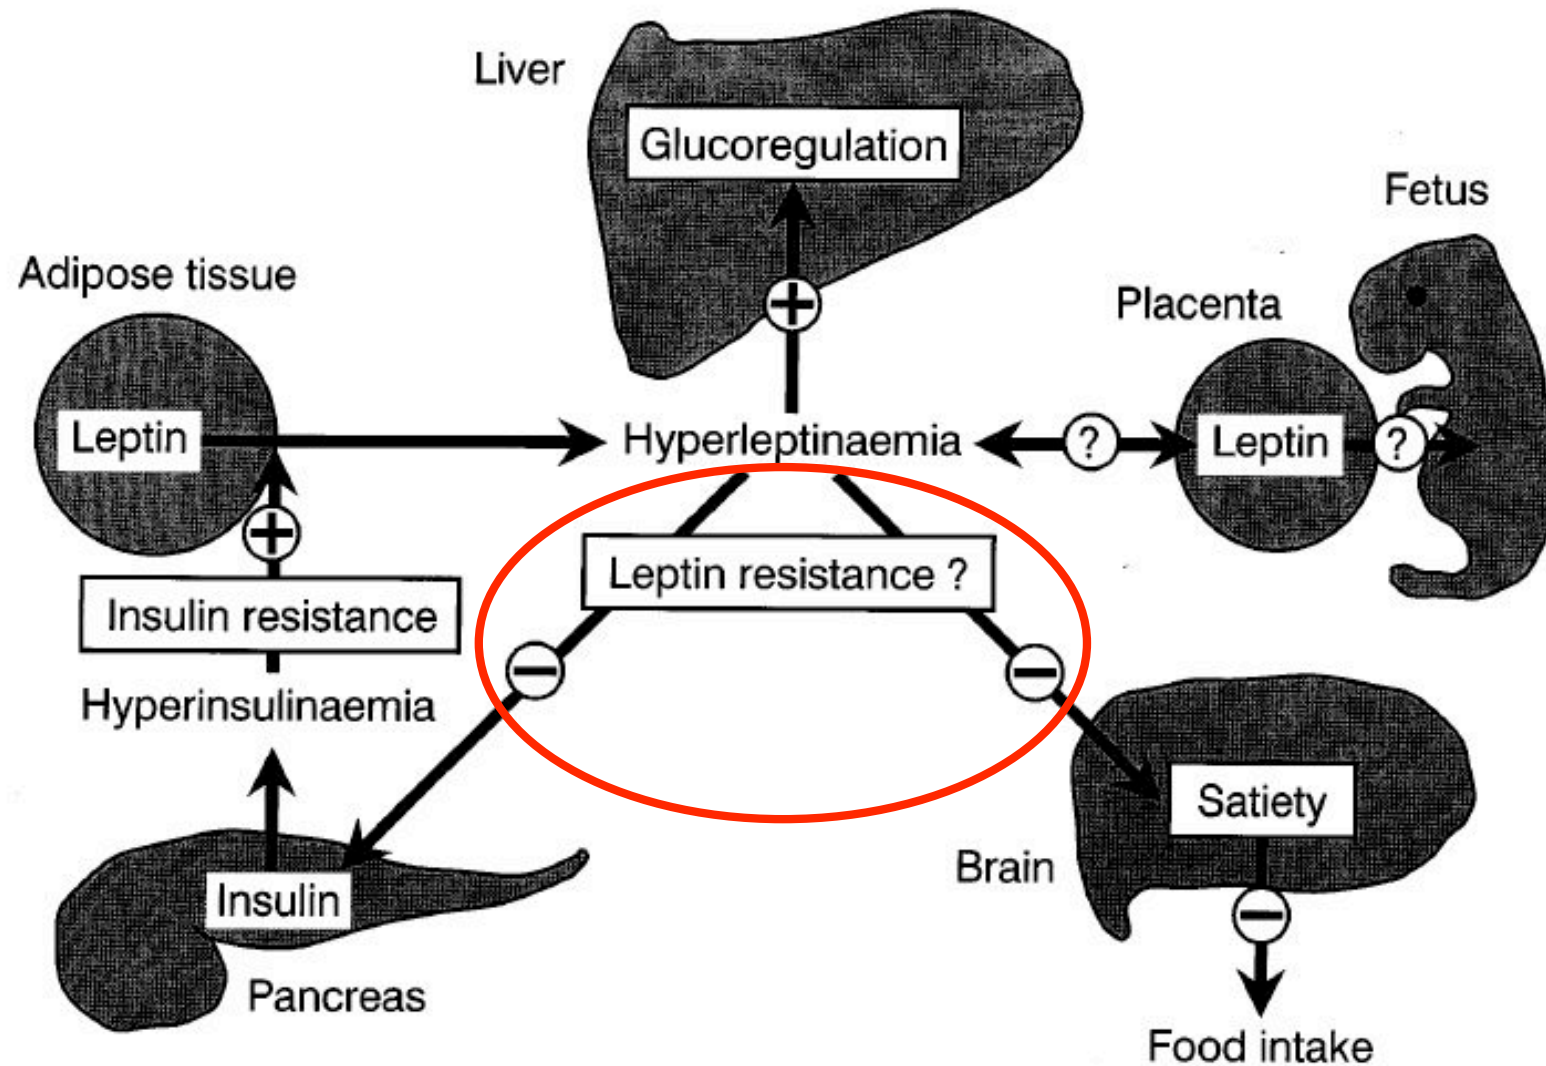 Liver
Glucoregulation
Fetus
Adipose tissue
Placenta
Leptin
+
Hyperleptinaemia
?
Leptin
?
+
Leptin resistance ?
Insulin resistance
−
−
Hyperinsulinaemia
Satiety
Brain
Insulin
−
Pancreas
Food intake